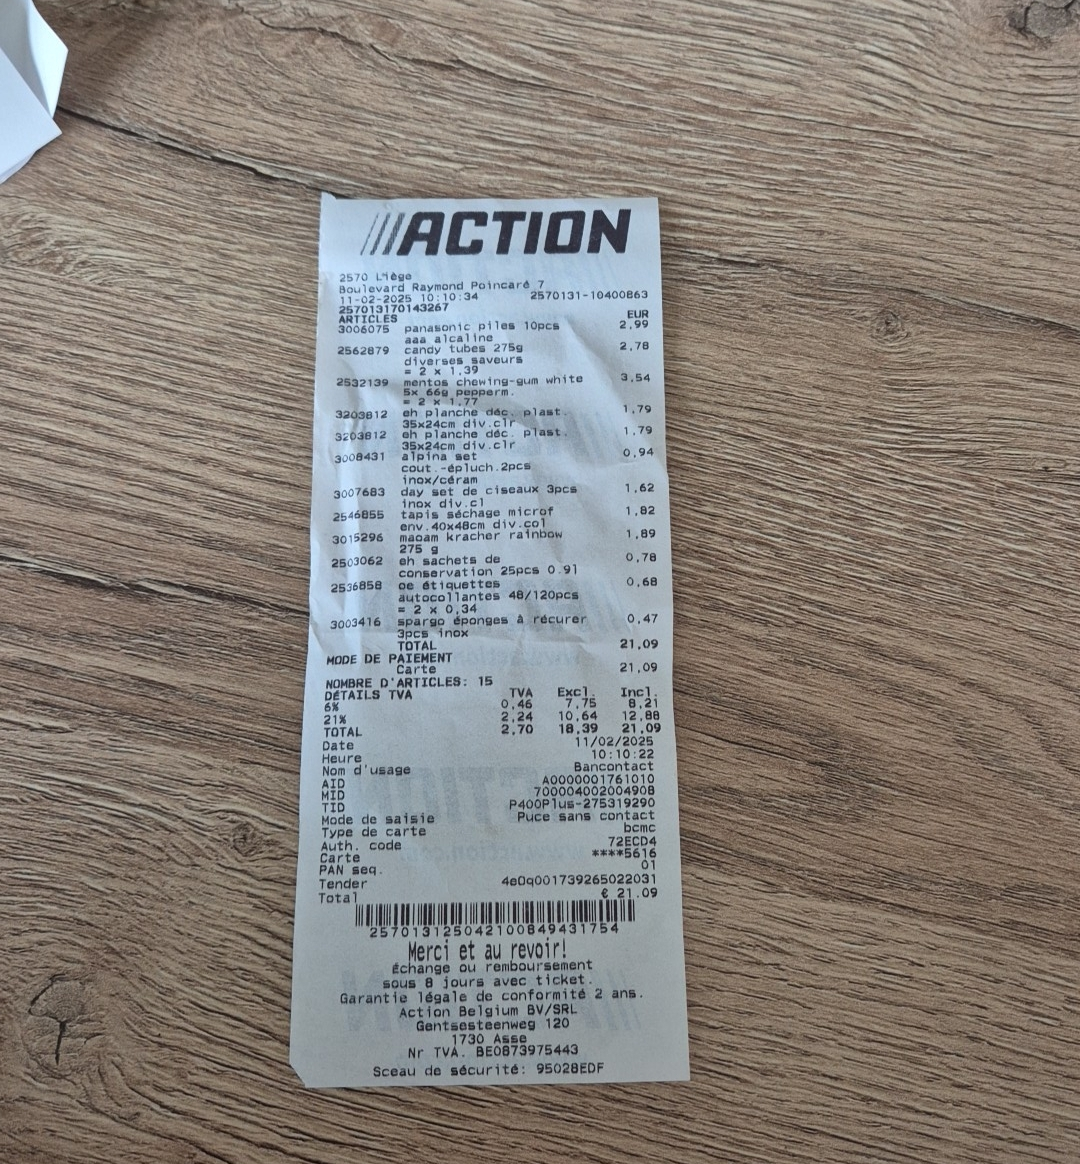 ///ACTION
2570 Liège
Boulevard Raymond Poincaré 7
11-02-2025 10:10:34 2570131-10400863
257013170143267
ARTICLES EUR
3006075 panasonic piles 10pcs 2,99
aaa alcaline
2562879 candy tubes 275g 2,78
diverses saveurs
= 2 x 1,39
2532139 mentos chewing-gum white 3,54
5x 66g pepperm.
= 2 x 1,77
3203812 eh planche déc. plast. 1,79
35x24cm div.clr
3203812 eh planche déc. plast. 1,79
35x24cm div.clr
3008431 alpina set 0,94
cout.-épluch.2pcs
inox/céram
3007683 day set de ciseaux 3pcs 1,62
inox div.cl
2546855 tapis séchage microf 1,82
env.40x48cm div.col
3015296 maoam kracher rainbow 1,89
275 g
2503062 eh sachets de 0,78
conservation 25pcs 0.9l
2536858 oe étiquettes 0,68
autocollantes 48/120pcs
= 2 x 0,34
3003416 spargo éponges à récurer 0,47
3pcs inox
TOTAL 21,09
MODE DE PAIEMENT
Carte 21,09
NOMBRE D'ARTICLES: 15
DÉTAILS TVA TVA Excl. Incl.
6% 0,46 7,75 8,21
21% 2,24 10,64 12,88
TOTAL 2,70 18,39 21,09
Date 11/02/2025
Heure 10:10:22
Nom d'usage Bancontact
AID A0000001761010
MID 700004002004908
TID P400Plus-275319290
Mode de saisie Puce sans contact
Type de carte bcmc
Auth. code 72ECD4
Carte ****5616
PAN seq. 01
Tender 4eDq001739265022031
Total € 21.09
257013125042100849431754
Merci et au revoir!
Échange ou remboursement
sous 8 jours avec ticket.
Garantie légale de conformité 2 ans.
Action Belgium BV/SRL
Gentsesteenweg 120
1730 Asse
Nr TVA. BE0873975443
Sceau de sécurité: 95028EDF